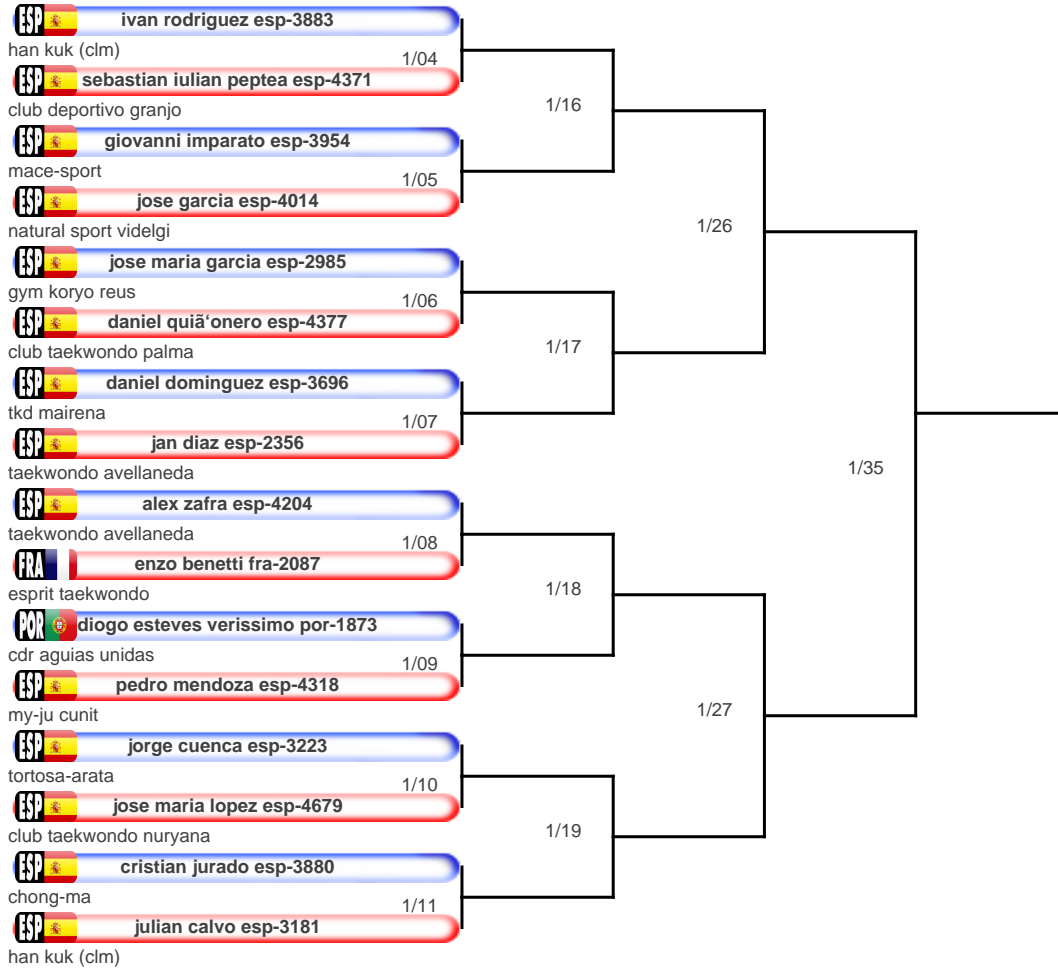 ESP ivan rodriguez esp-3883
han kuk (clm)
1/04
ESP sebastian iulian peptea esp-4371
club deportivo granjo
1/16
ESP giovanni imparato esp-3954
mace-sport
1/05
ESP jose garcia esp-4014
natural sport videlgi
1/26
ESP jose maria garcia esp-2985
gym koryo reus
1/06
ESP daniel quiã‘onero esp-4377
club taekwondo palma
1/17
ESP daniel dominguez esp-3696
tkd mairena
1/07
ESP jan diaz esp-2356
taekwondo avellaneda
1/35
ESP alex zafra esp-4204
taekwondo avellaneda
1/08
FRA enzo benetti fra-2087
esprit taekwondo
1/18
POR diogo esteves verissimo por-1873
cdr aguias unidas
1/09
ESP pedro mendoza esp-4318
my-ju cunit
1/27
ESP jorge cuenca esp-3223
tortosa-arata
1/10
ESP jose maria lopez esp-4679
club taekwondo nuryana
1/19
ESP cristian jurado esp-3880
chong-ma
1/11
ESP julian calvo esp-3181
han kuk (clm)